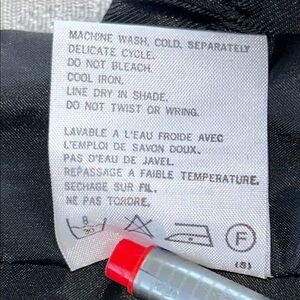 MACHINE WASH, COLD, SEPARATELY
DELICATE CYCLE.
DO NOT BLEACH.
COOL IRON.
LINE DRY IN SHADE.
DO NOT TWIST OR WRING.
LAVABLE A L'EAU FROIDE AVEC
L'EMPLOI DE SAVON DOUX.
PAS D'EAU DE JAVEL.
REPASSAGE A FAIBLE TEMPERATURE.
SECHAGE SUR FIL.
NE PAS TORDRE.
8
30
F
(S)